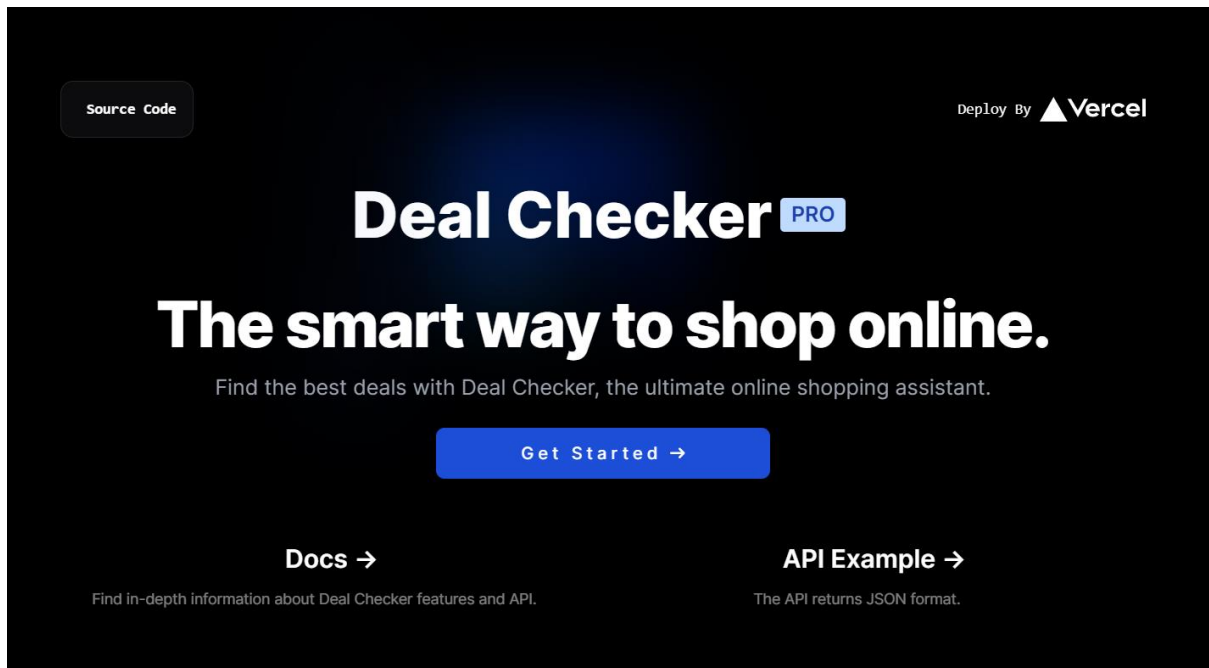 Source Code
Deploy By Vercel
Deal Checker PRO
The smart way to shop online.
Find the best deals with Deal Checker, the ultimate online shopping assistant.
Get Started →
Docs →
API Example →
Find in-depth information about Deal Checker features and API.
The API returns JSON format.